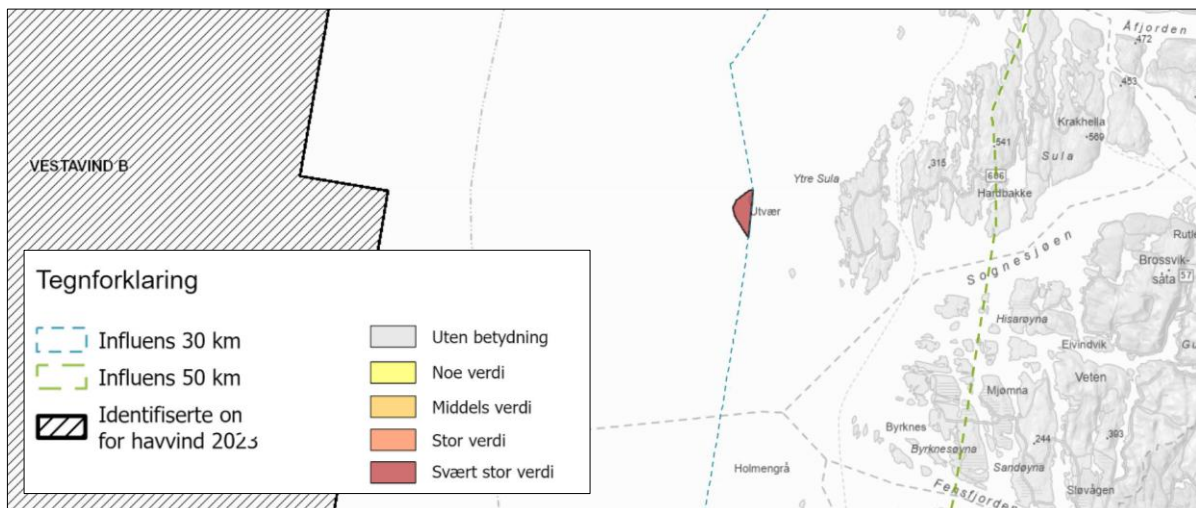 Åfjorden
472
453
Krakhella
569
VESTAVIND B
541
315
Sula
Ytre Sula
606
Hardbakke
Utvær
Sognesjøen
Rutle
Brossvik-
såta
57
Tegnforklaring
Influens 30 km
Influens 50 km
Identifiserte on
for havvind 2023
Uten betydning
Noe verdi
Middels verdi
Stor verdi
Svært stor verdi
Hisarøyna
Eivindvik
Gu
Mjømna
Veten
Byrknes
Byrknesøyna
244
393
Holmengrå
Sandøyna
Støvågen
Fensfjorden